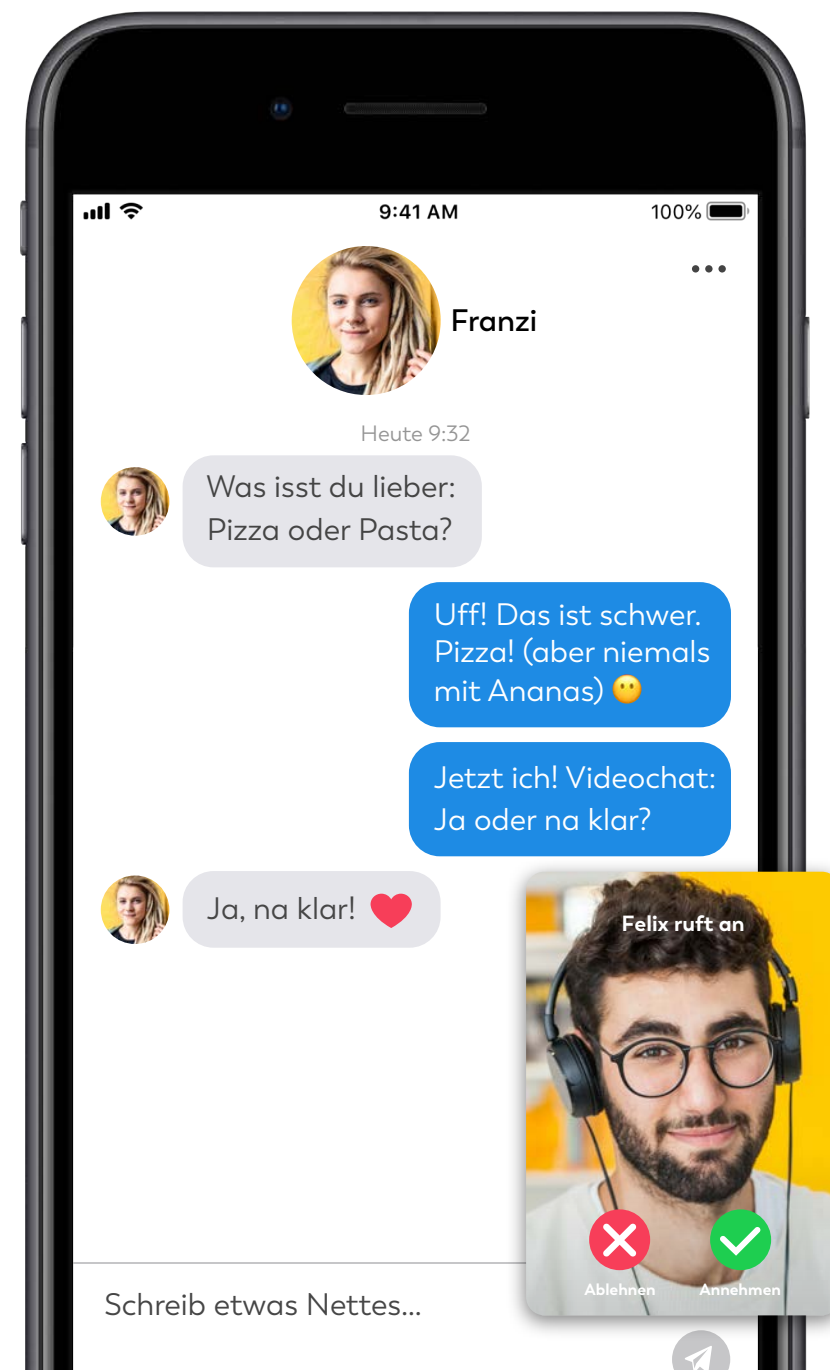 9:41 AM
100%
Franzi
Heute 9:32
Was isst du lieber:
Pizza oder Pasta?
Uff! Das ist schwer.
Pizza! (aber niemals
mit Ananas) 😶
Jetzt ich! Videochat:
Ja oder na klar?
Ja, na klar! ❤️
Felix ruft an
Ablehnen Annehmen
Schreib etwas Nettes...